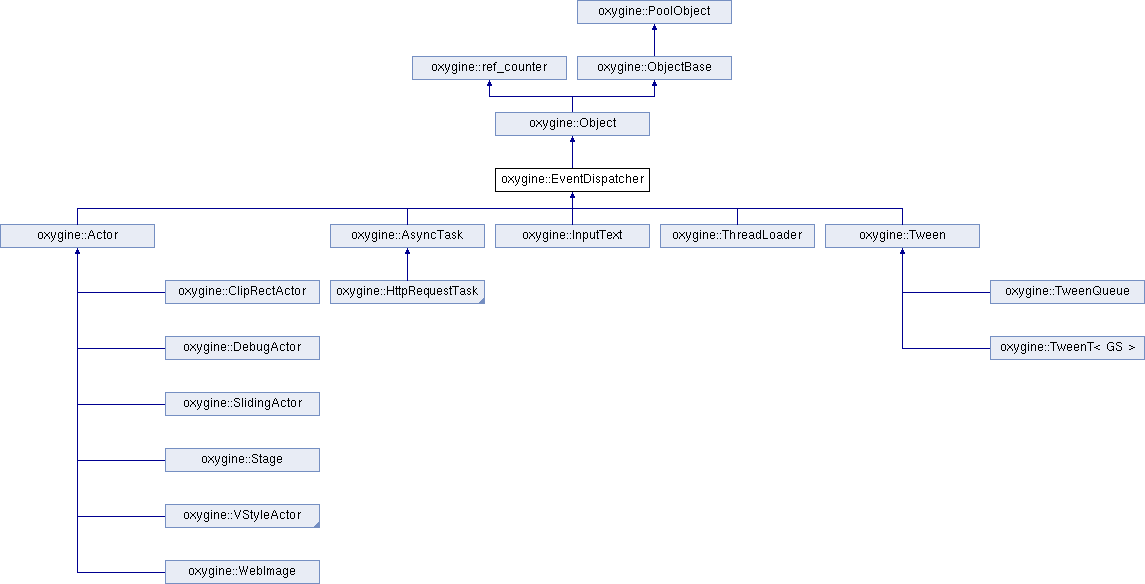 oxygine::PoolObject
oxygine::ref_counter
oxygine::ObjectBase
oxygine::Object
oxygine::EventDispatcher
oxygine::Actor
oxygine::AsyncTask
oxygine::InputText
oxygine::ThreadLoader
oxygine::Tween
oxygine::ClipRectActor
oxygine::HttpRequestTask
oxygine::TweenQueue
oxygine::DebugActor
oxygine::TweenT< GS >
oxygine::SlidingActor
oxygine::Stage
oxygine::VStyleActor
oxygine::WebImage